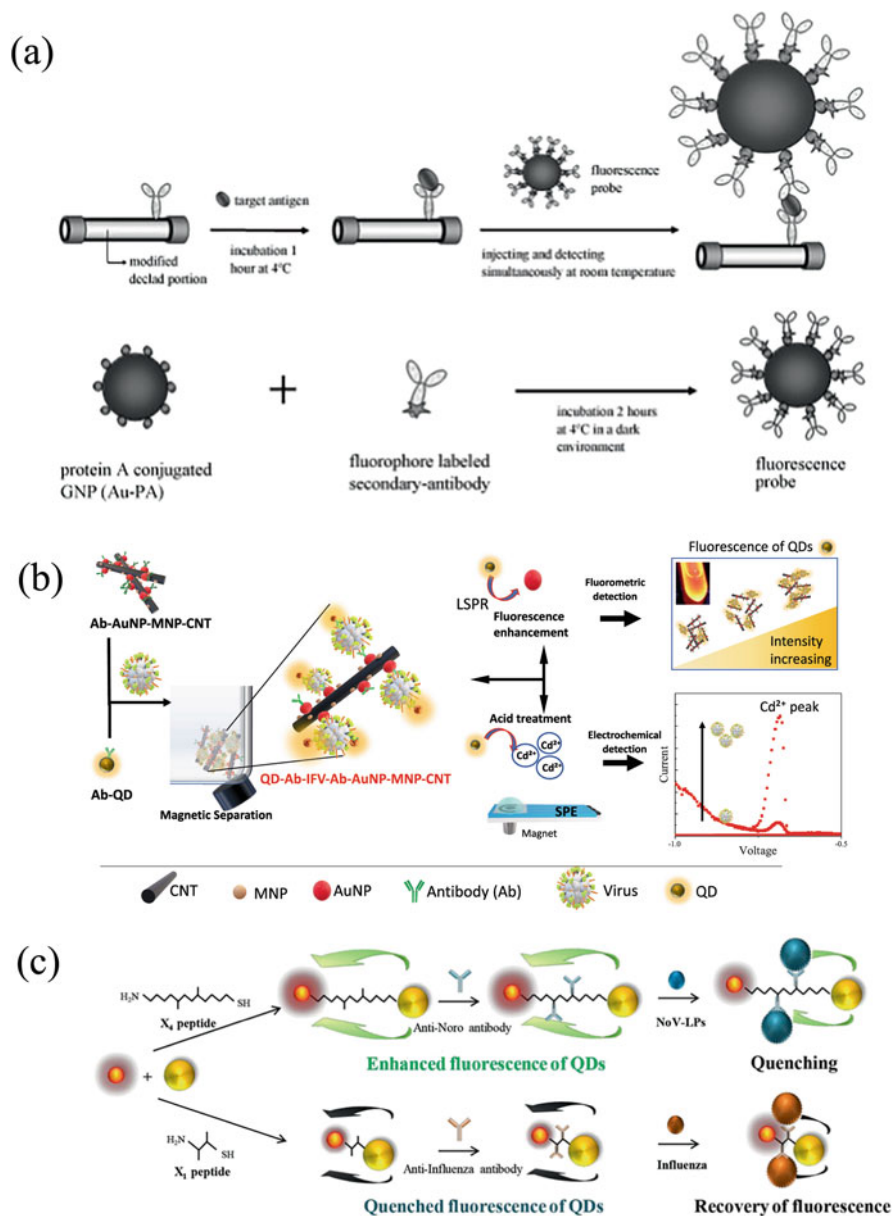 (a)
target antigen
incubation 1
hour at 4°C
modified
declad portion
fluorescence
probe
injecting and detecting
simultaneously at room temperature
protein A conjugated
GNP (Au-PA)
+
fluorophore labeled
secondary-antibody
incubation 2 hours
at 4°C in a dark
environment
fluorescence
probe
(b)
Ab-AuNP-MNP-CNT
Ab-QD
Magnetic Separation
QD-Ab-IFV-Ab-AuNP-MNP-CNT
LSPR
Fluorescence
enhancement
Fluorometric
detection
Fluorescence of QDs
Intensity
increasing
Acid treatment
Cd²⁺
Cd²⁺
Cd²⁺
Electrochemical
detection
SPE
Magnet
Cd²⁺ peak
Current
-1.0
Voltage
-0.5
CNT
MNP
AuNP
Antibody (Ab)
Virus
QD
(c)
H₂N
SH
X₄ peptide
Anti-Noro antibody
NoV-LPs
Enhanced fluorescence of QDs
Quenching
+
H₂N
SH
X₁ peptide
Anti-Influenza antibody
Influenza
Quenched fluorescence of QDs
Recovery of fluorescence